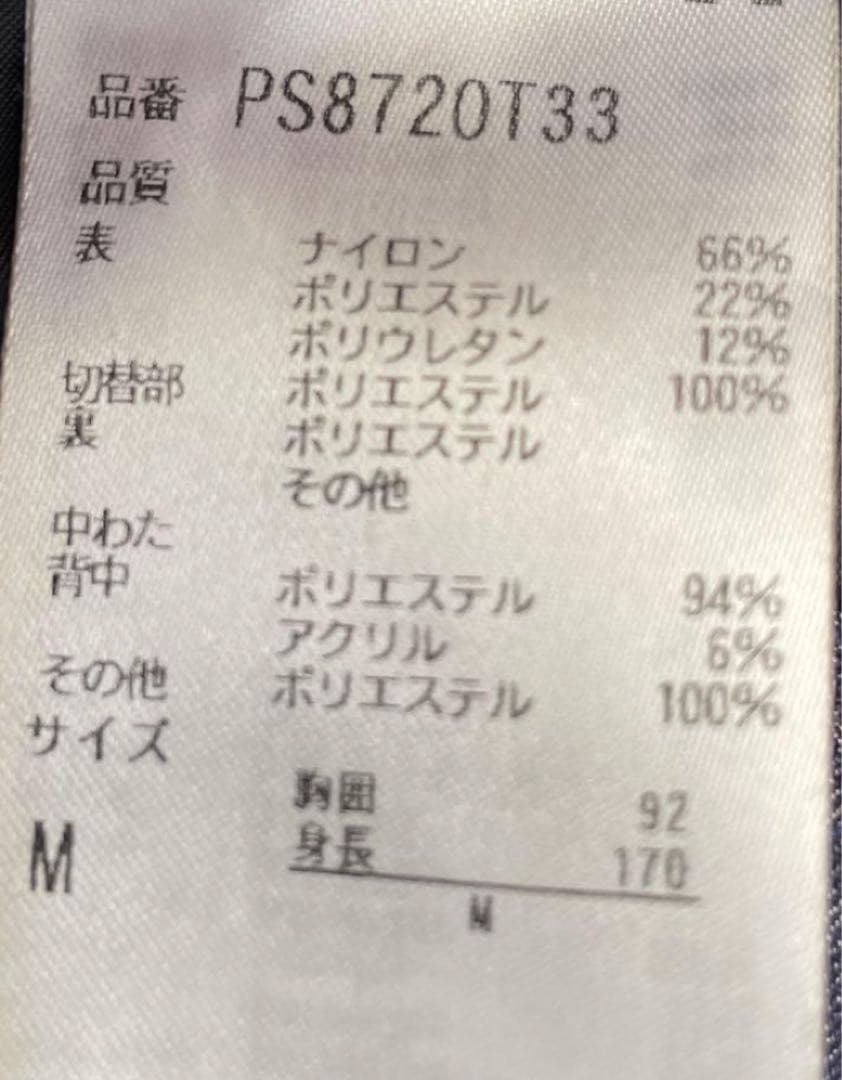 品番 PS8720T33
品質
表 ナイロン 66%
ポリエステル 22%
ポリウレタン 12%
切替部 ポリエステル 100%
裏 ポリエステル
その他
中わた
背中 ポリエステル 94%
アクリル 6%
その他 ポリエステル 100%
サイズ
胸囲 92
M 身長 170
M